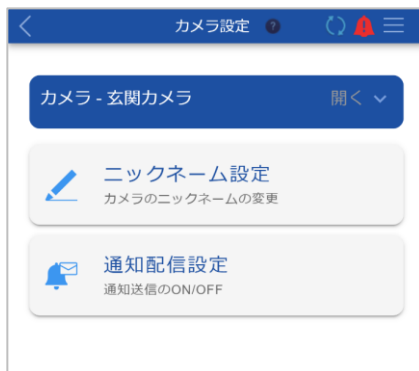 カメラ設定 ?
カメラ - 玄関カメラ 開く
ニックネーム設定
カメラのニックネームの変更
通知配信設定
通知送信のON/OFF